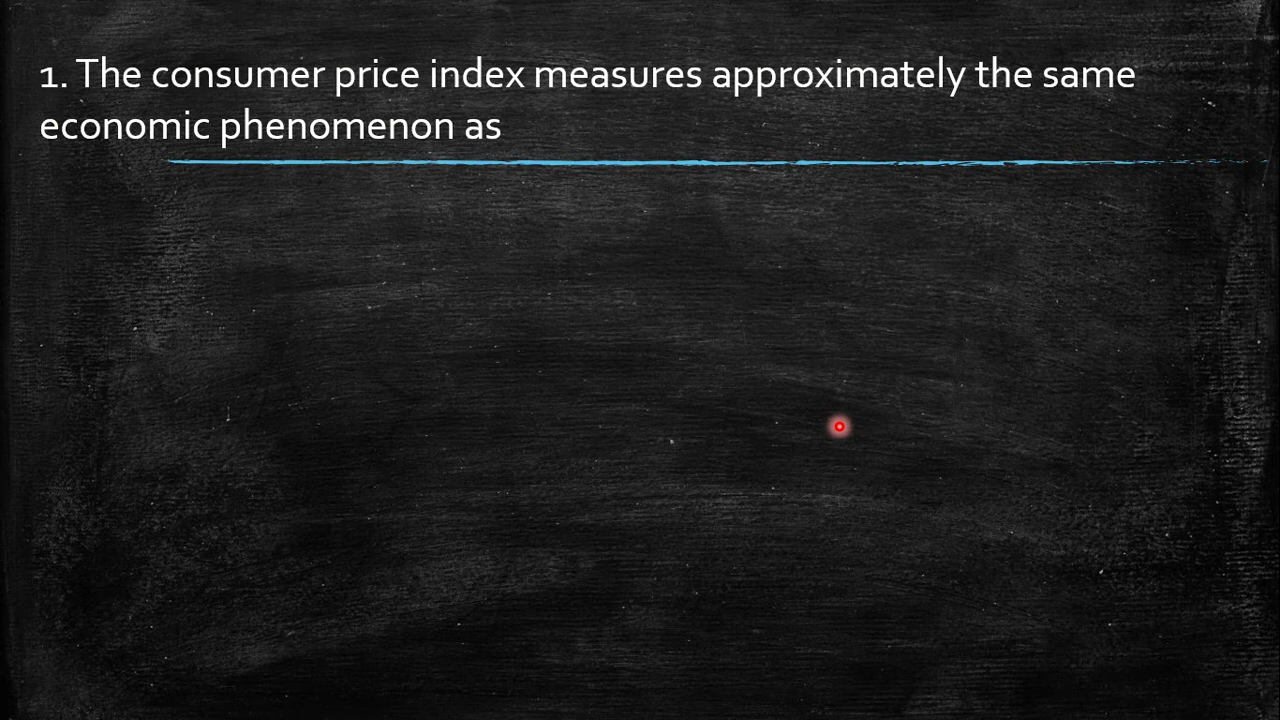 1. The consumer price index measures approximately the same
economic phenomenon as